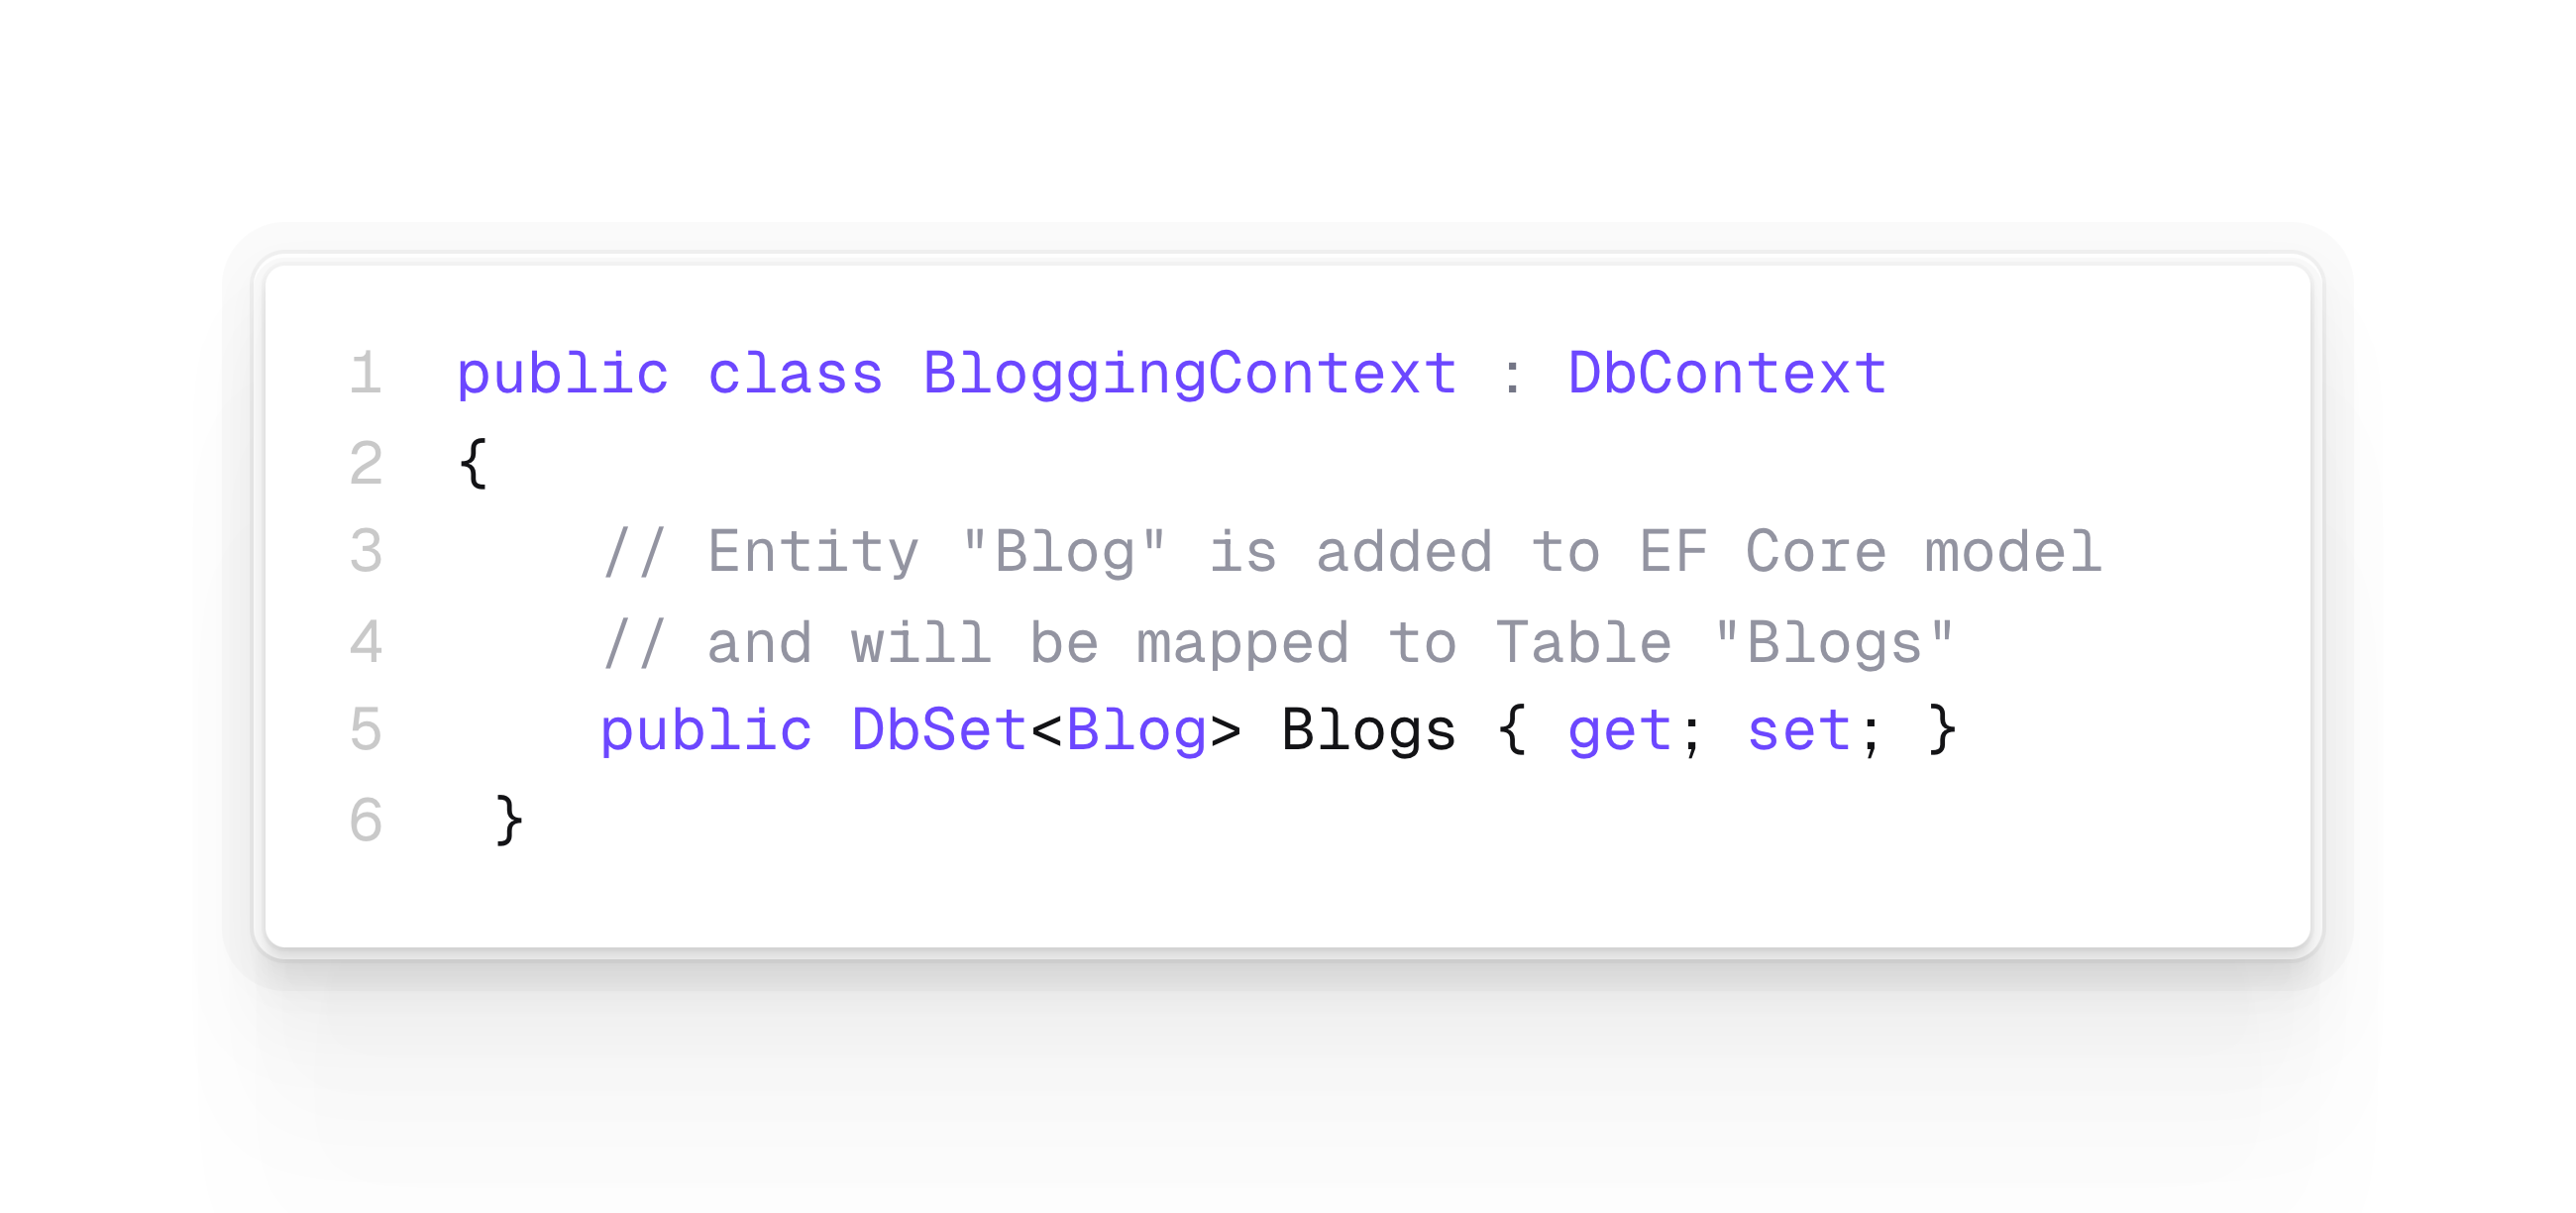 1 public class BloggingContext : DbContext
2 {
3     // Entity "Blog" is added to EF Core model
4     // and will be mapped to Table "Blogs"
5     public DbSet<Blog> Blogs { get; set; }
6  }